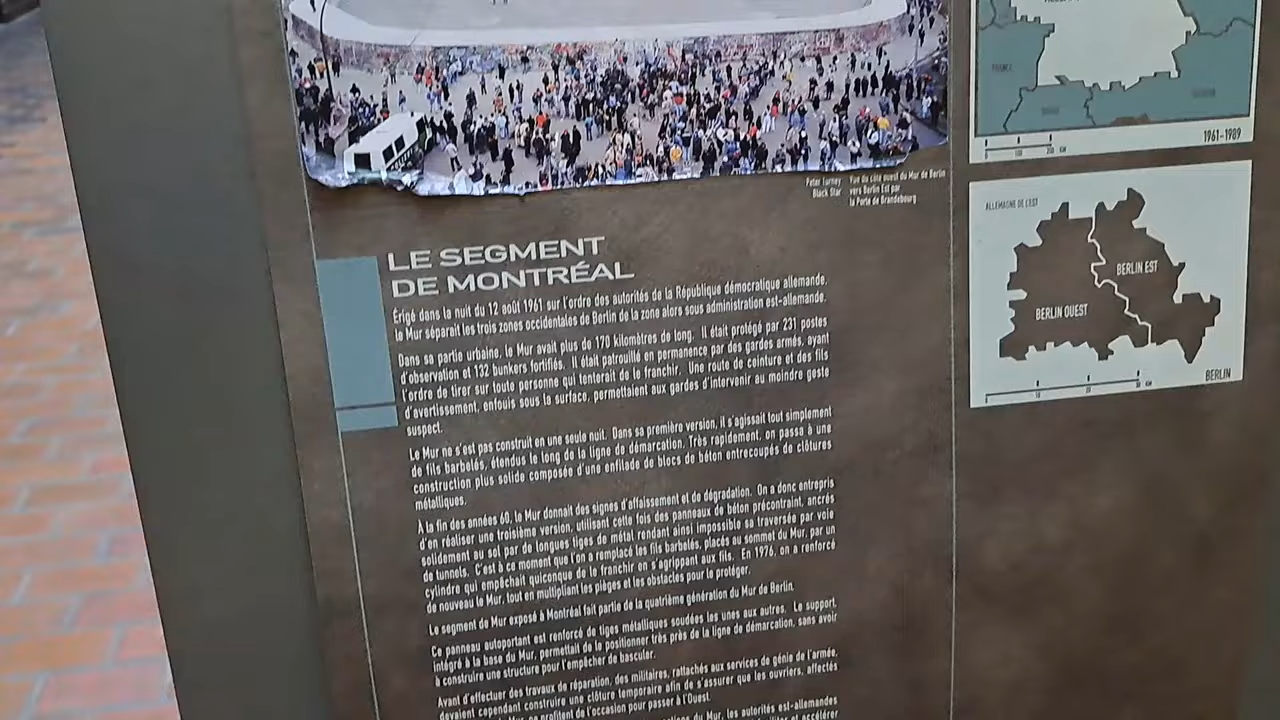 1961-1989
Peter Turney
Black Star
Vue du côté ouest du Mur de Berlin
vers Berlin Est par
la Porte de Brandebourg
ALLEMAGNE DE L'EST
BERLIN EST
BERLIN OUEST
BERLIN
LE SEGMENT
DE MONTRÉAL
Érigé dans la nuit du 12 août 1961 sur l'ordre des autorités de la République démocratique allemande,
le Mur séparait les trois zones occidentales de Berlin de la zone alors sous administration est-allemande.
Dans sa partie urbaine, le Mur avait plus de 170 kilomètres de long. Il était protégé par 231 postes
d'observation et 132 bunkers fortifiés. Il était patrouillé en permanence par des gardes armés, ayant
l'ordre de tirer sur toute personne qui tenterait de le franchir. Une route de ceinture et des fils
d'avertissement, enfouis sous la surface, permettaient aux gardes d'intervenir au moindre geste
suspect.
Le Mur ne s'est pas construit en une seule nuit. Dans sa première version, il s'agissait tout simplement
de fils barbelés, étendus le long de la ligne de démarcation. Très rapidement, on passa à une
construction plus solide composée d'une enfilade de blocs de béton entrecoupés de clôtures
métalliques.
À la fin des années 60, le Mur donnait des signes d'affaissement et de dégradation. On a donc entrepris
d'en réaliser une troisième version, utilisant cette fois des panneaux de béton précontraint, ancrés
solidement au sol par de longues tiges de métal rendant ainsi impossible sa traversée par voie
de tunnels. C'est à ce moment que l'on a remplacé les fils barbelés, placés au sommet du Mur, par un
cylindre qui empêchait quiconque de le franchir en s'agrippant aux fils. En 1976, on a renforcé
de nouveau le Mur, tout en multipliant les pièges et les obstacles pour le protéger.
Le segment de Mur exposé à Montréal fait partie de la quatrième génération du Mur de Berlin.
Ce panneau autoportant est renforcé de tiges métalliques soudées les unes aux autres. Le support,
intégré à la base du Mur, permettait de le positionner très près de la ligne de démarcation, sans avoir
à construire une structure pour l'empêcher de basculer.
Avant d'effectuer des travaux de réparation, des militaires, rattachés aux services de génie de l'armée,
devaient cependant construire une clôture temporaire afin de s'assurer que les ouvriers, affectés
Mur, ne profitent de l'occasion pour passer à l'Ouest.
du Mur, les autorités est-allemandes
et accélérer